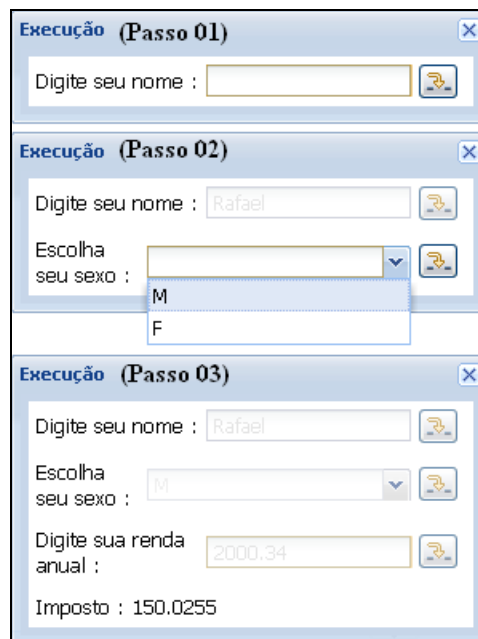 Execução (Passo 01)
Digite seu nome :
Execução (Passo 02)
Digite seu nome : Rafael
Escolha
seu sexo :
M
F
Execução (Passo 03)
Digite seu nome : Rafael
Escolha
seu sexo : M
Digite sua renda
anual : 2000.34
Imposto : 150.0255